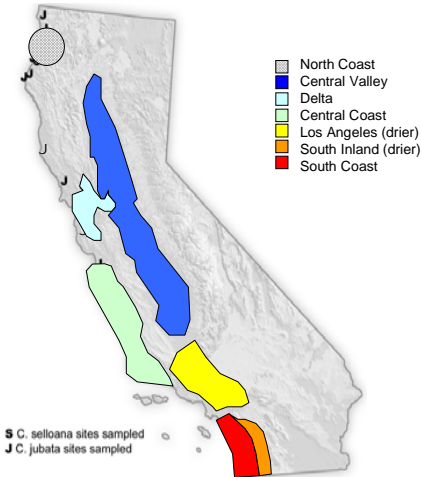 J
North Coast
Central Valley
Delta
Central Coast
Los Angeles (drier)
South Inland (drier)
South Coast
J
J
J
S C. selloana sites sampled
J C. jubata sites sampled